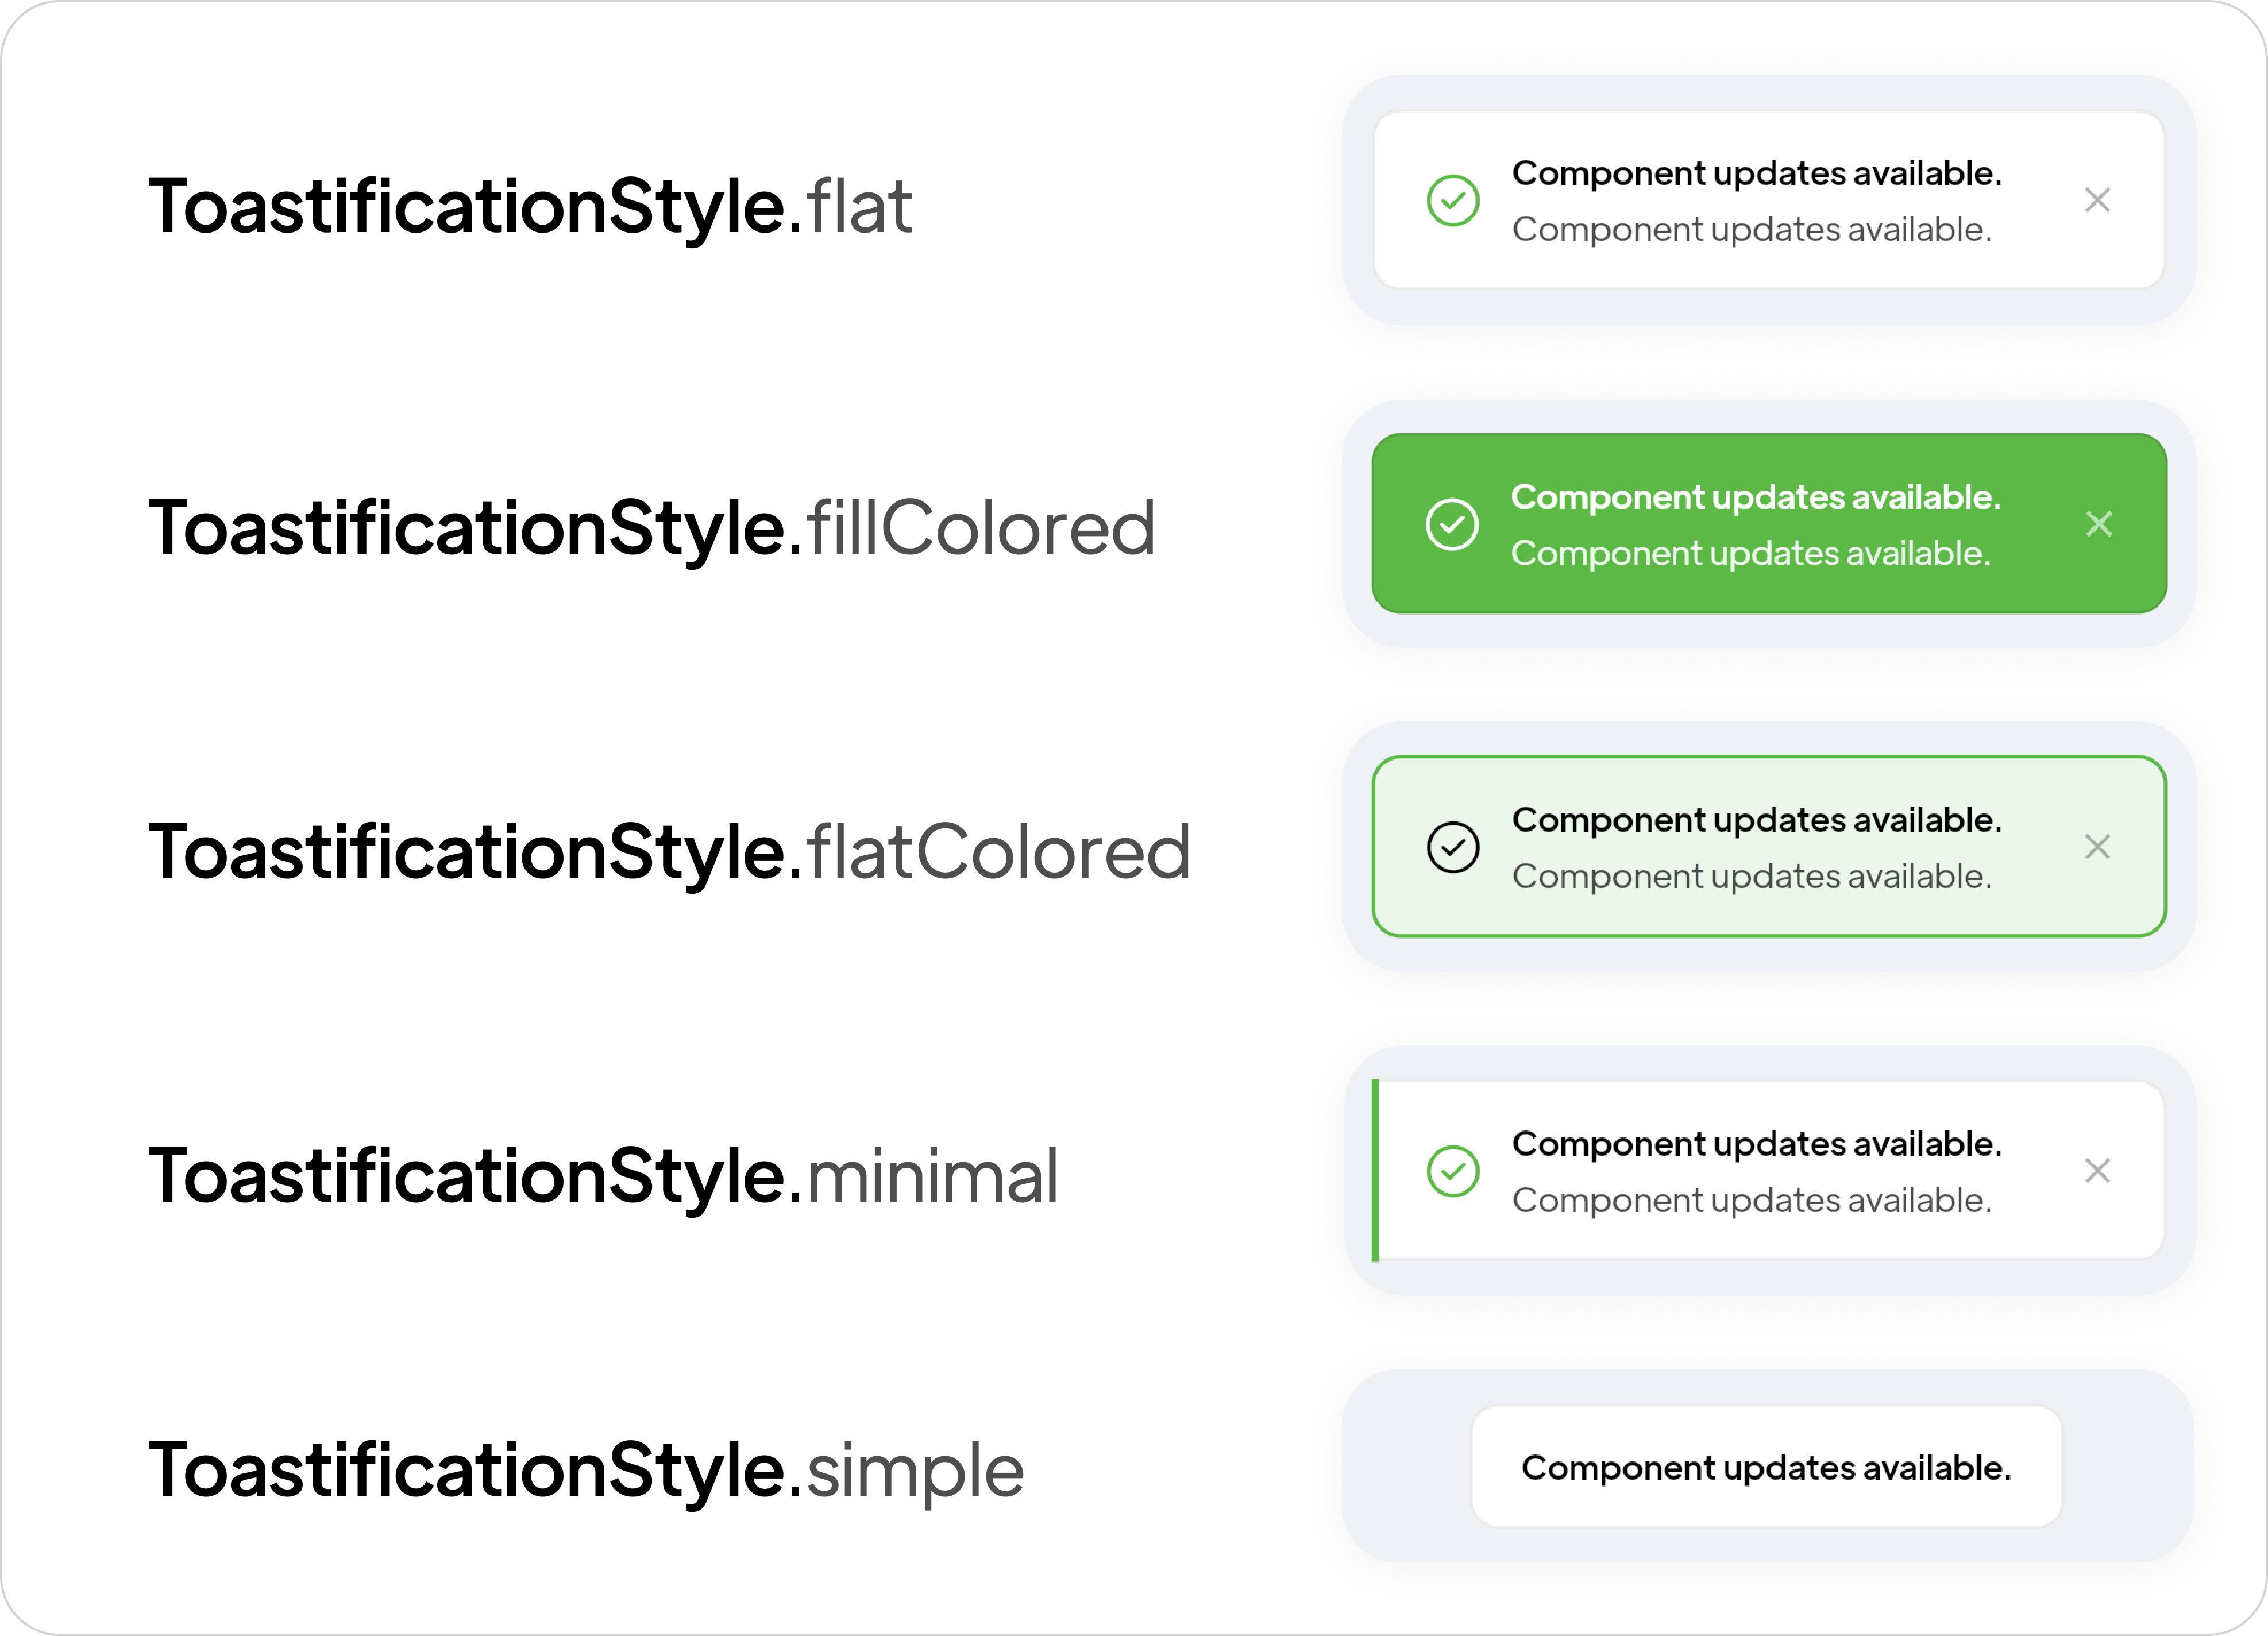 ToastificationStyle.flat
Component updates available.
Component updates available.
ToastificationStyle.fillColored
Component updates available.
Component updates available.
ToastificationStyle.flatColored
Component updates available.
Component updates available.
ToastificationStyle.minimal
Component updates available.
Component updates available.
ToastificationStyle.simple
Component updates available.